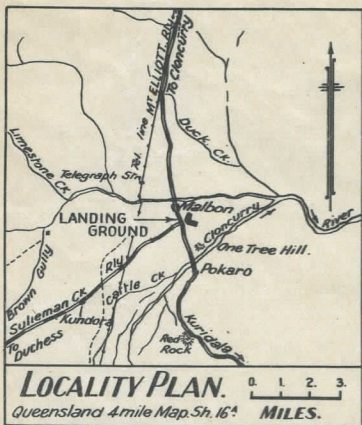 MT ELLIOTT. Rly.
To Cloncurry
Tel. line
Duck Ck.
Limestone Ck
Telegraph Stn.
Malbon
LANDING
GROUND
To Cloncurry
River
One Tree Hill.
Brown Gully
Rly
Cattle Ck
Pokaro
Sulieman Ck
Kundora
To
Duchess
Red
Rock
Kuridala
LOCALITY PLAN.
Queensland 4 mile Map. Sh. 16A
0. 1. 2. 3.
MILES.